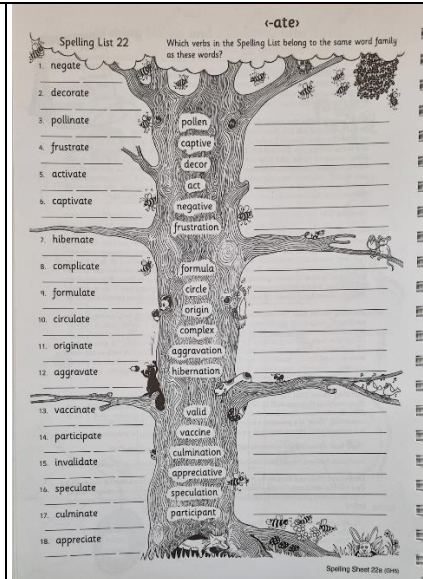 ‹-ate›
Spelling List 22
Which verbs in the Spelling List belong to the same word family
as these words?
1. negate
2. decorate
3. pollinate
4. frustrate
5. activate
6. captivate
7. hibernate
8. complicate
9. formulate
10. circulate
11. originate
12. aggravate
13. vaccinate
14. participate
15. invalidate
16. speculate
17. culminate
18. appreciate
pollen
captive
decor
act
negative
frustration
formula
circle
origin
complex
aggravation
hibernation
valid
vaccine
culmination
appreciative
speculation
participant
Spelling Sheet 22a (GH5)